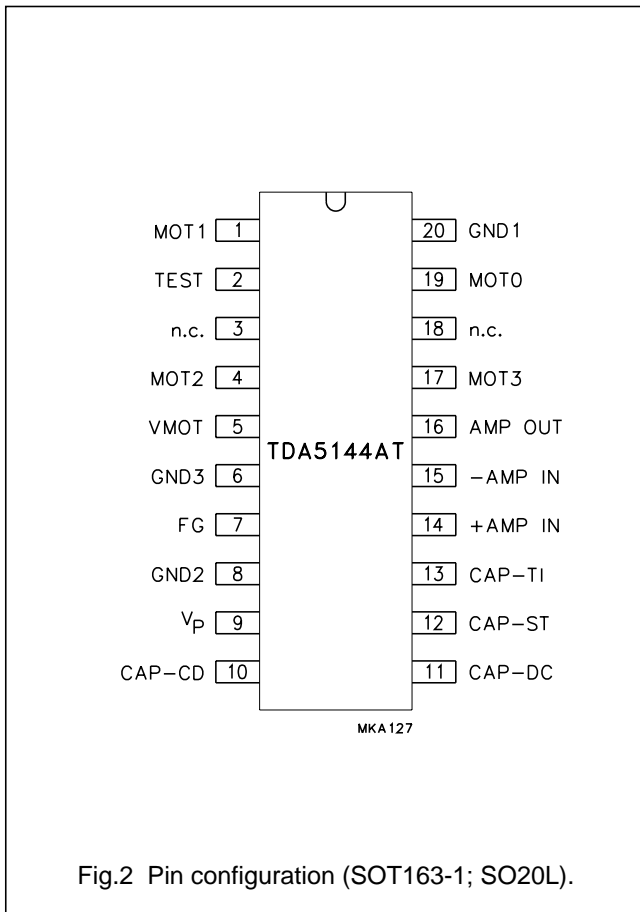 MOT1 1 20 GND1
TEST 2 19 MOT0
n.c. 3 18 n.c.
MOT2 4 17 MOT3
VMOT 5 16 AMP OUT
TDA5144AT
GND3 6 15 −AMP IN
FG 7 14 +AMP IN
GND2 8 13 CAP−TI
VP 9 12 CAP−ST
CAP−CD 10 11 CAP−DC
MKA127
Fig.2 Pin configuration (SOT163-1; SO20L).